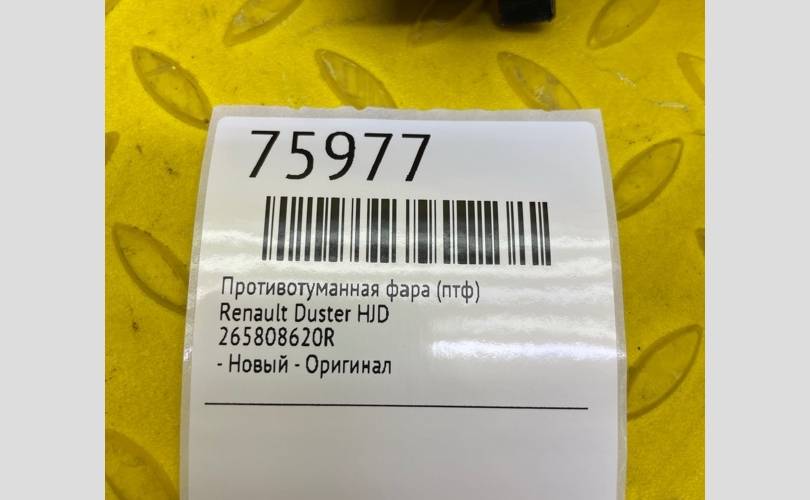 75977
Противотуманная фара (птф)
Renault Duster HJD
265808620R
- Новый - Оригинал